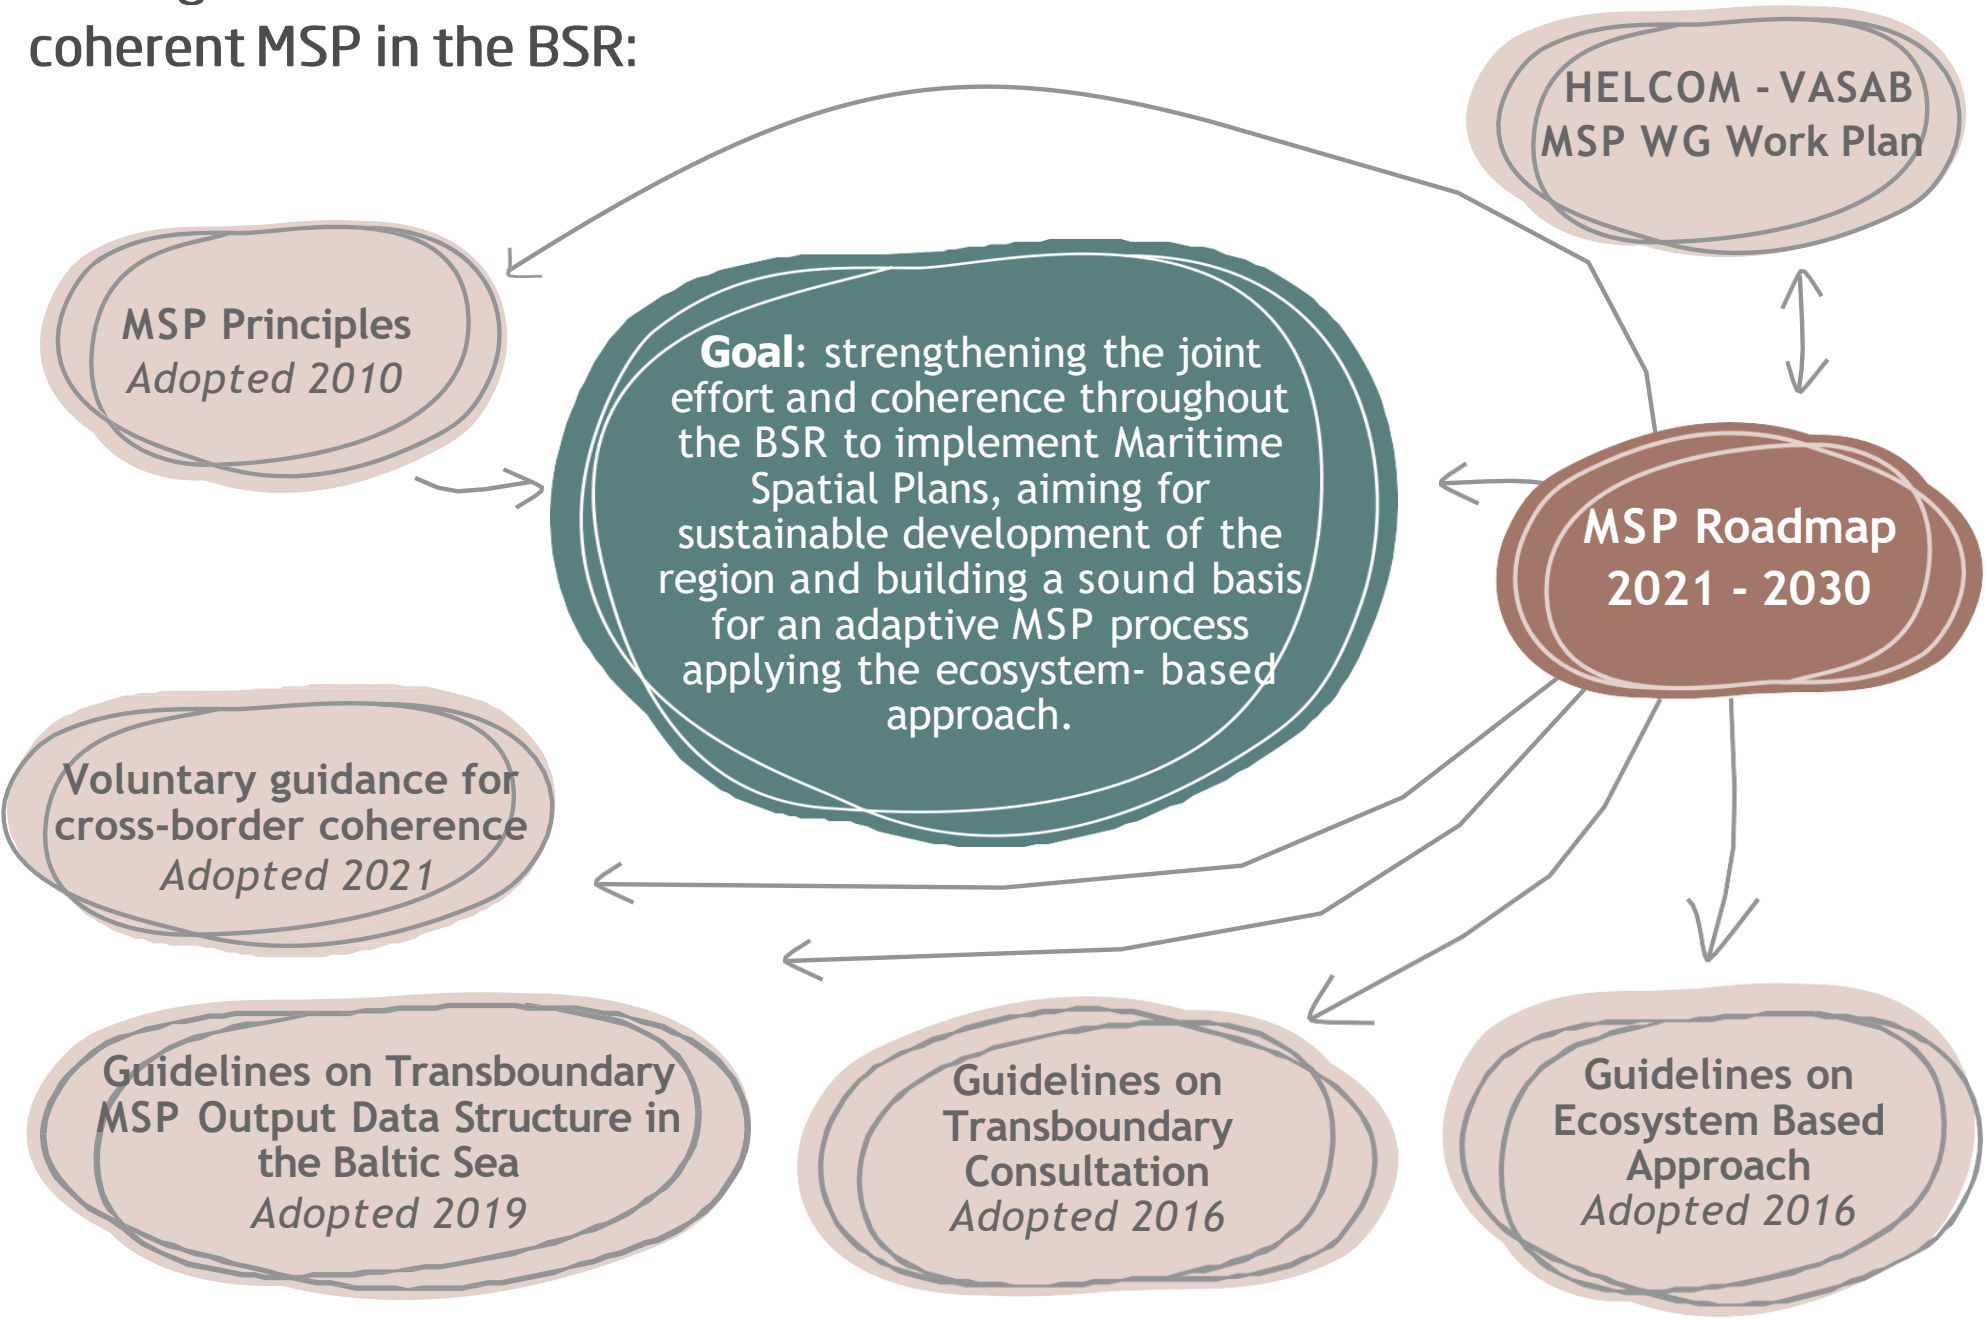 coherent MSP in the BSR:
HELCOM - VASAB
MSP WG Work Plan
MSP Principles
Adopted 2010
Goal: strengthening the joint
effort and coherence throughout
the BSR to implement Maritime
Spatial Plans, aiming for
sustainable development of the
region and building a sound basis
for an adaptive MSP process
applying the ecosystem- based
approach.
MSP Roadmap
2021 - 2030
Voluntary guidance for
cross-border coherence
Adopted 2021
Guidelines on Transboundary
MSP Output Data Structure in
the Baltic Sea
Adopted 2019
Guidelines on
Transboundary
Consultation
Adopted 2016
Guidelines on
Ecosystem Based
Approach
Adopted 2016